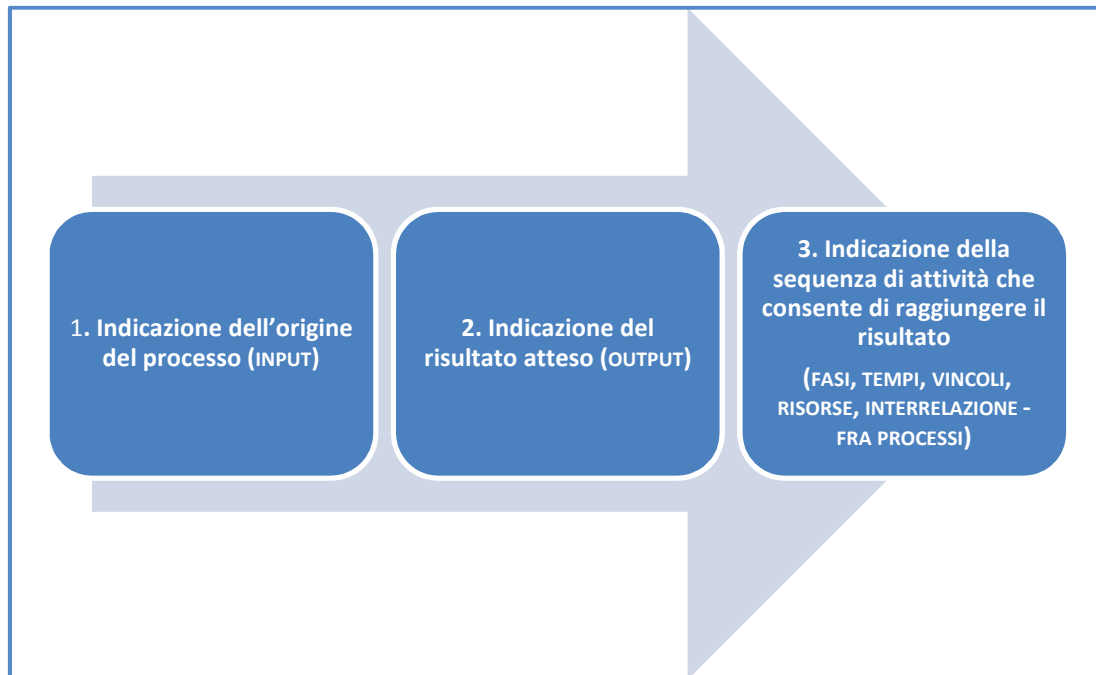 1. Indicazione dell’origine
del processo (INPUT)
2. Indicazione del
risultato atteso (OUTPUT)
3. Indicazione della
sequenza di attività che
consente di raggiungere il
risultato
(FASI, TEMPI, VINCOLI,
RISORSE, INTERRELAZIONE -
FRA PROCESSI)